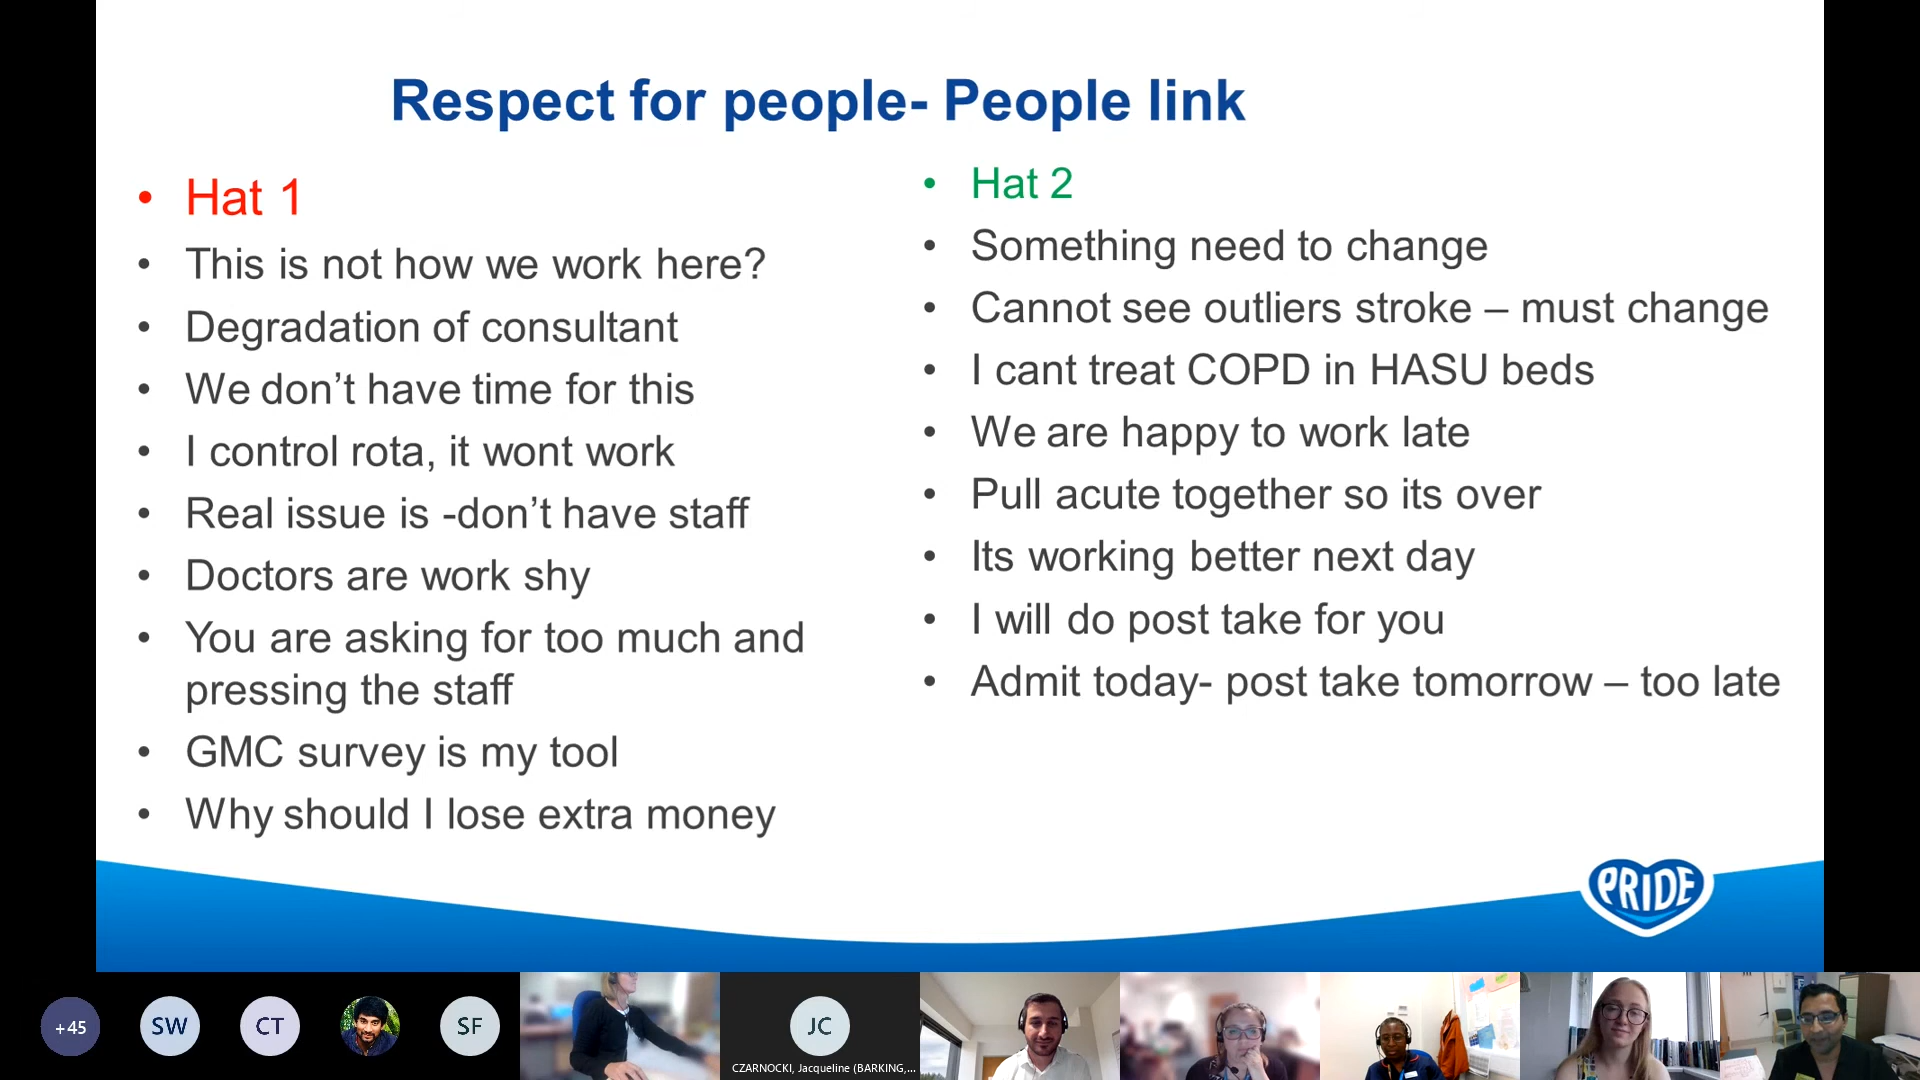 Respect for people- People link
Hat 1
This is not how we work here?
Degradation of consultant
We don’t have time for this
I control rota, it wont work
Real issue is -don’t have staff
Doctors are work shy
You are asking for too much and
pressing the staff
GMC survey is my tool
Why should I lose extra money
Hat 2
Something need to change
Cannot see outliers stroke – must change
I cant treat COPD in HASU beds
We are happy to work late
Pull acute together so its over
Its working better next day
I will do post take for you
Admit today- post take tomorrow – too late
PRIDE
+45
SW
CT
SF
JC
CZARNOCKI, Jacqueline (BARKING,...